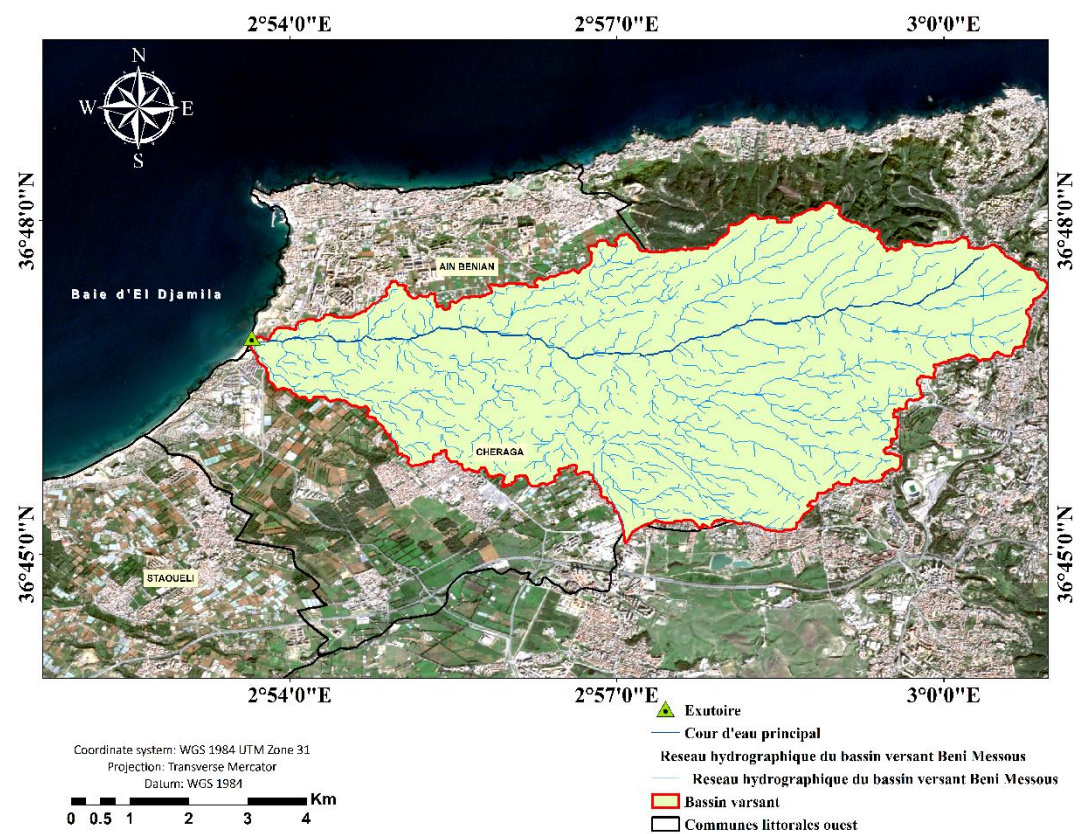 2°54'0"E 2°57'0"E 3°0'0"E
N
W E
S
36°48'0"N
36°48'0"N
AIN BENIAN
Baie d'El Djamila
CHERAGA
36°45'0"N
36°45'0"N
STAOUELI
2°54'0"E 2°57'0"E 3°0'0"E
Exutoire
Cour d'eau principal
Reseau hydrographique du bassin versant Beni Messous
Reseau hydrographique du bassin versant Beni Messous
Bassin varsant
Communes littorales ouest
Coordinate system: WGS 1984 UTM Zone 31
Projection: Transverse Mercator
Datum: WGS 1984
Km
0 0.5 1 2 3 4